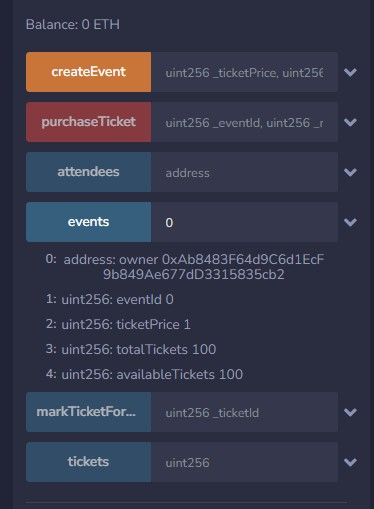 Balance: 0 ETH
createEvent uint256 _ticketPrice, uint256
purchaseTicket uint256 _eventId, uint256 _r
attendees address
events 0
0: address: owner 0xAb8483F64d9C6d1EcF
9b849Ae677dD3315835cb2
1: uint256: eventId 0
2: uint256: ticketPrice 1
3: uint256: totalTickets 100
4: uint256: availableTickets 100
markTicketFor... uint256 _ticketId
tickets uint256